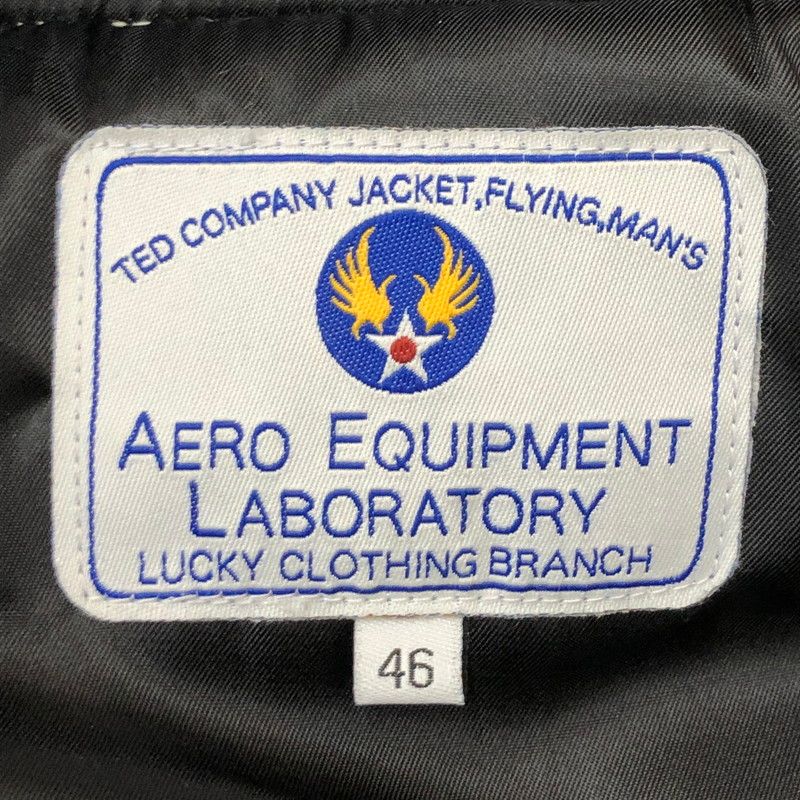 TED COMPANY JACKET,FLYING,MAN'S
AERO EQUIPMENT
LABORATORY
LUCKY CLOTHING BRANCH
46